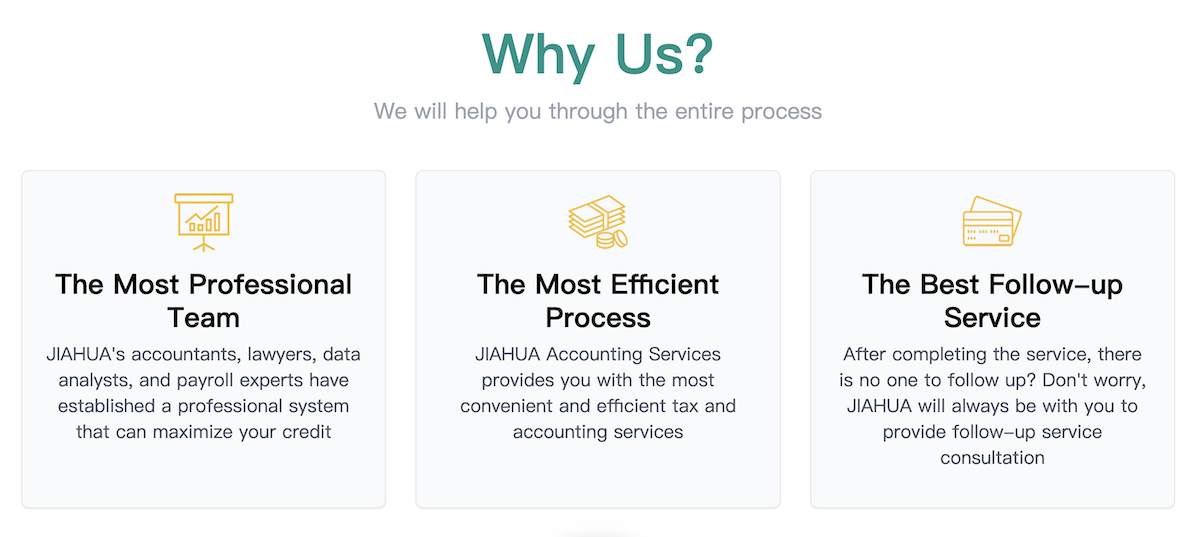 Why Us?
We will help you through the entire process
The Most Professional
Team
JIAHUA's accountants, lawyers, data
analysts, and payroll experts have
established a professional system
that can maximize your credit
The Most Efficient
Process
JIAHUA Accounting Services
provides you with the most
convenient and efficient tax and
accounting services
The Best Follow-up
Service
After completing the service, there
is no one to follow up? Don't worry,
JIAHUA will always be with you to
provide follow-up service
consultation